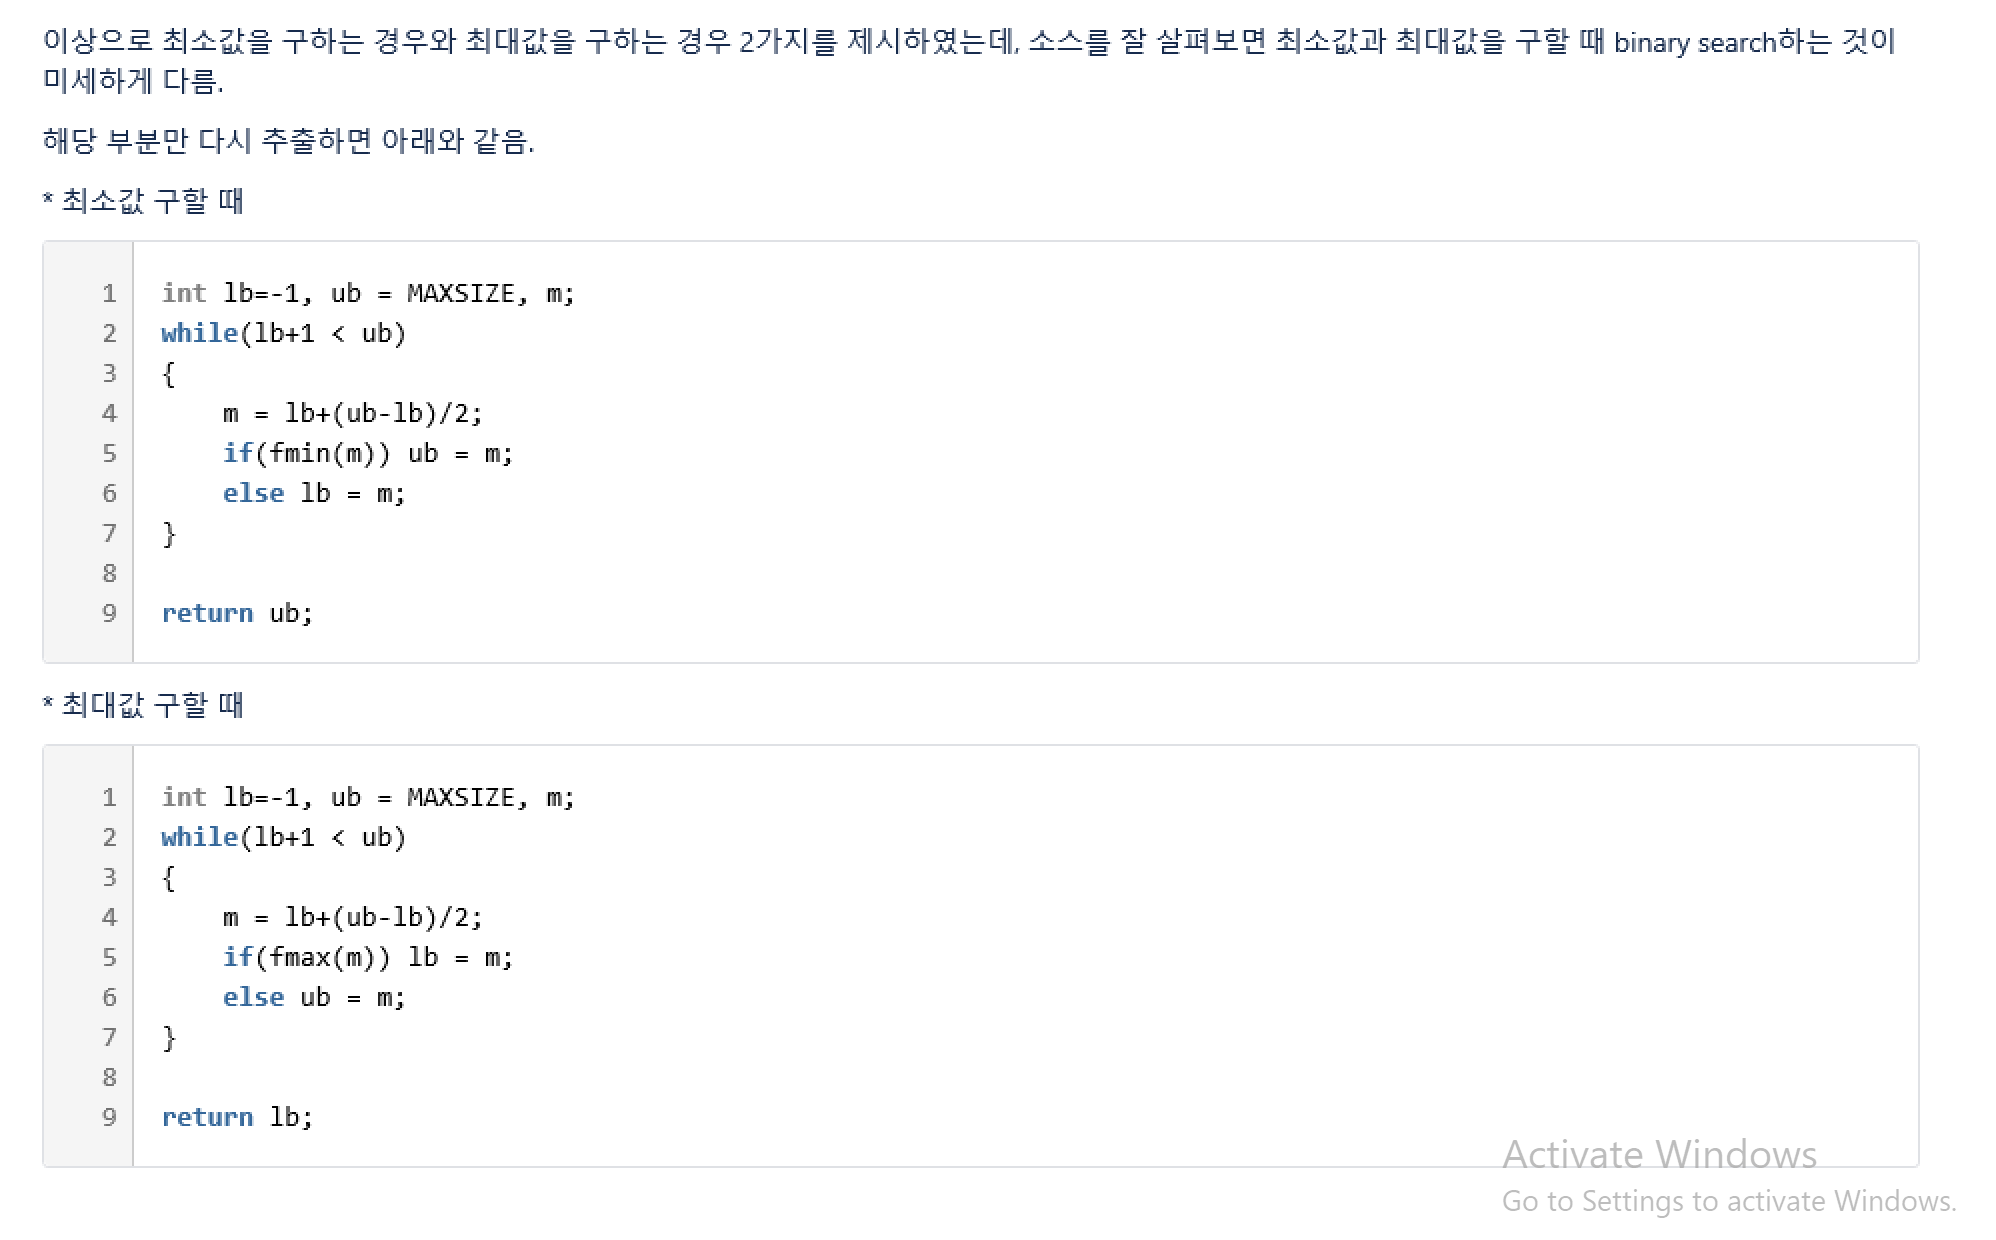 이상으로 최소값을 구하는 경우와 최대값을 구하는 경우 2가지를 제시하였는데, 소스를 잘 살펴보면 최소값과 최대값을 구할 때 binary search하는 것이
미세하게 다름.
해당 부분만 다시 추출하면 아래와 같음.
* 최소값 구할 때
1 int lb=-1, ub = MAXSIZE, m;
2 while(lb+1 < ub)
3 {
4     m = lb+(ub-lb)/2;
5     if(fmin(m)) ub = m;
6     else lb = m;
7 }
8
9 return ub;
* 최대값 구할 때
1 int lb=-1, ub = MAXSIZE, m;
2 while(lb+1 < ub)
3 {
4     m = lb+(ub-lb)/2;
5     if(fmax(m)) lb = m;
6     else ub = m;
7 }
8
9 return lb;
Activate Windows
Go to Settings to activate Windows.